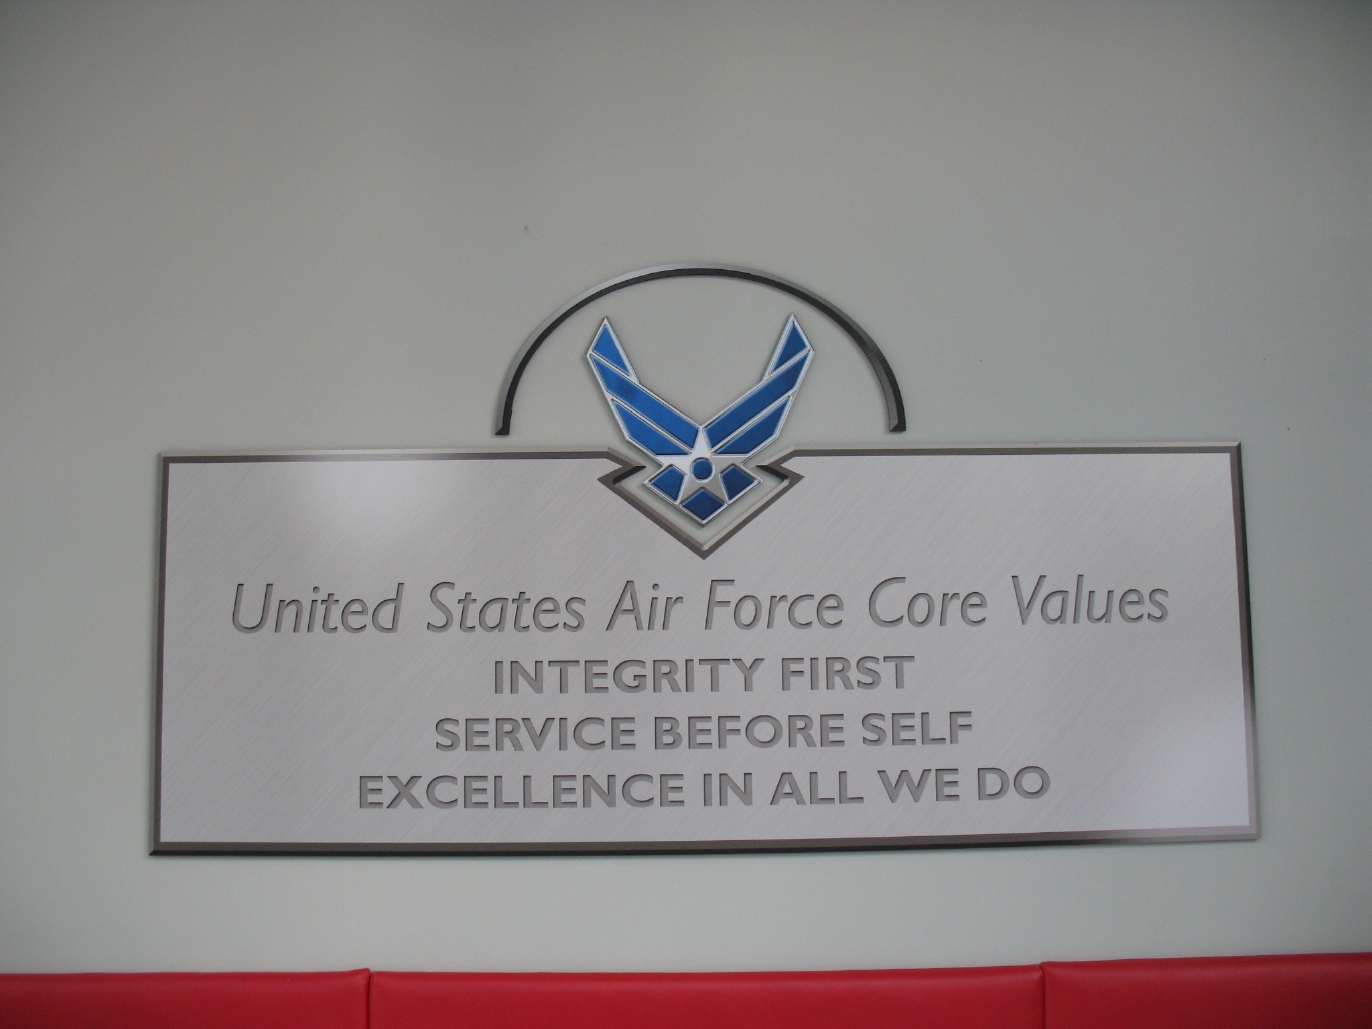 United States Air Force Core Values
INTEGRITY FIRST
SERVICE BEFORE SELF
EXCELLENCE IN ALL WE DO